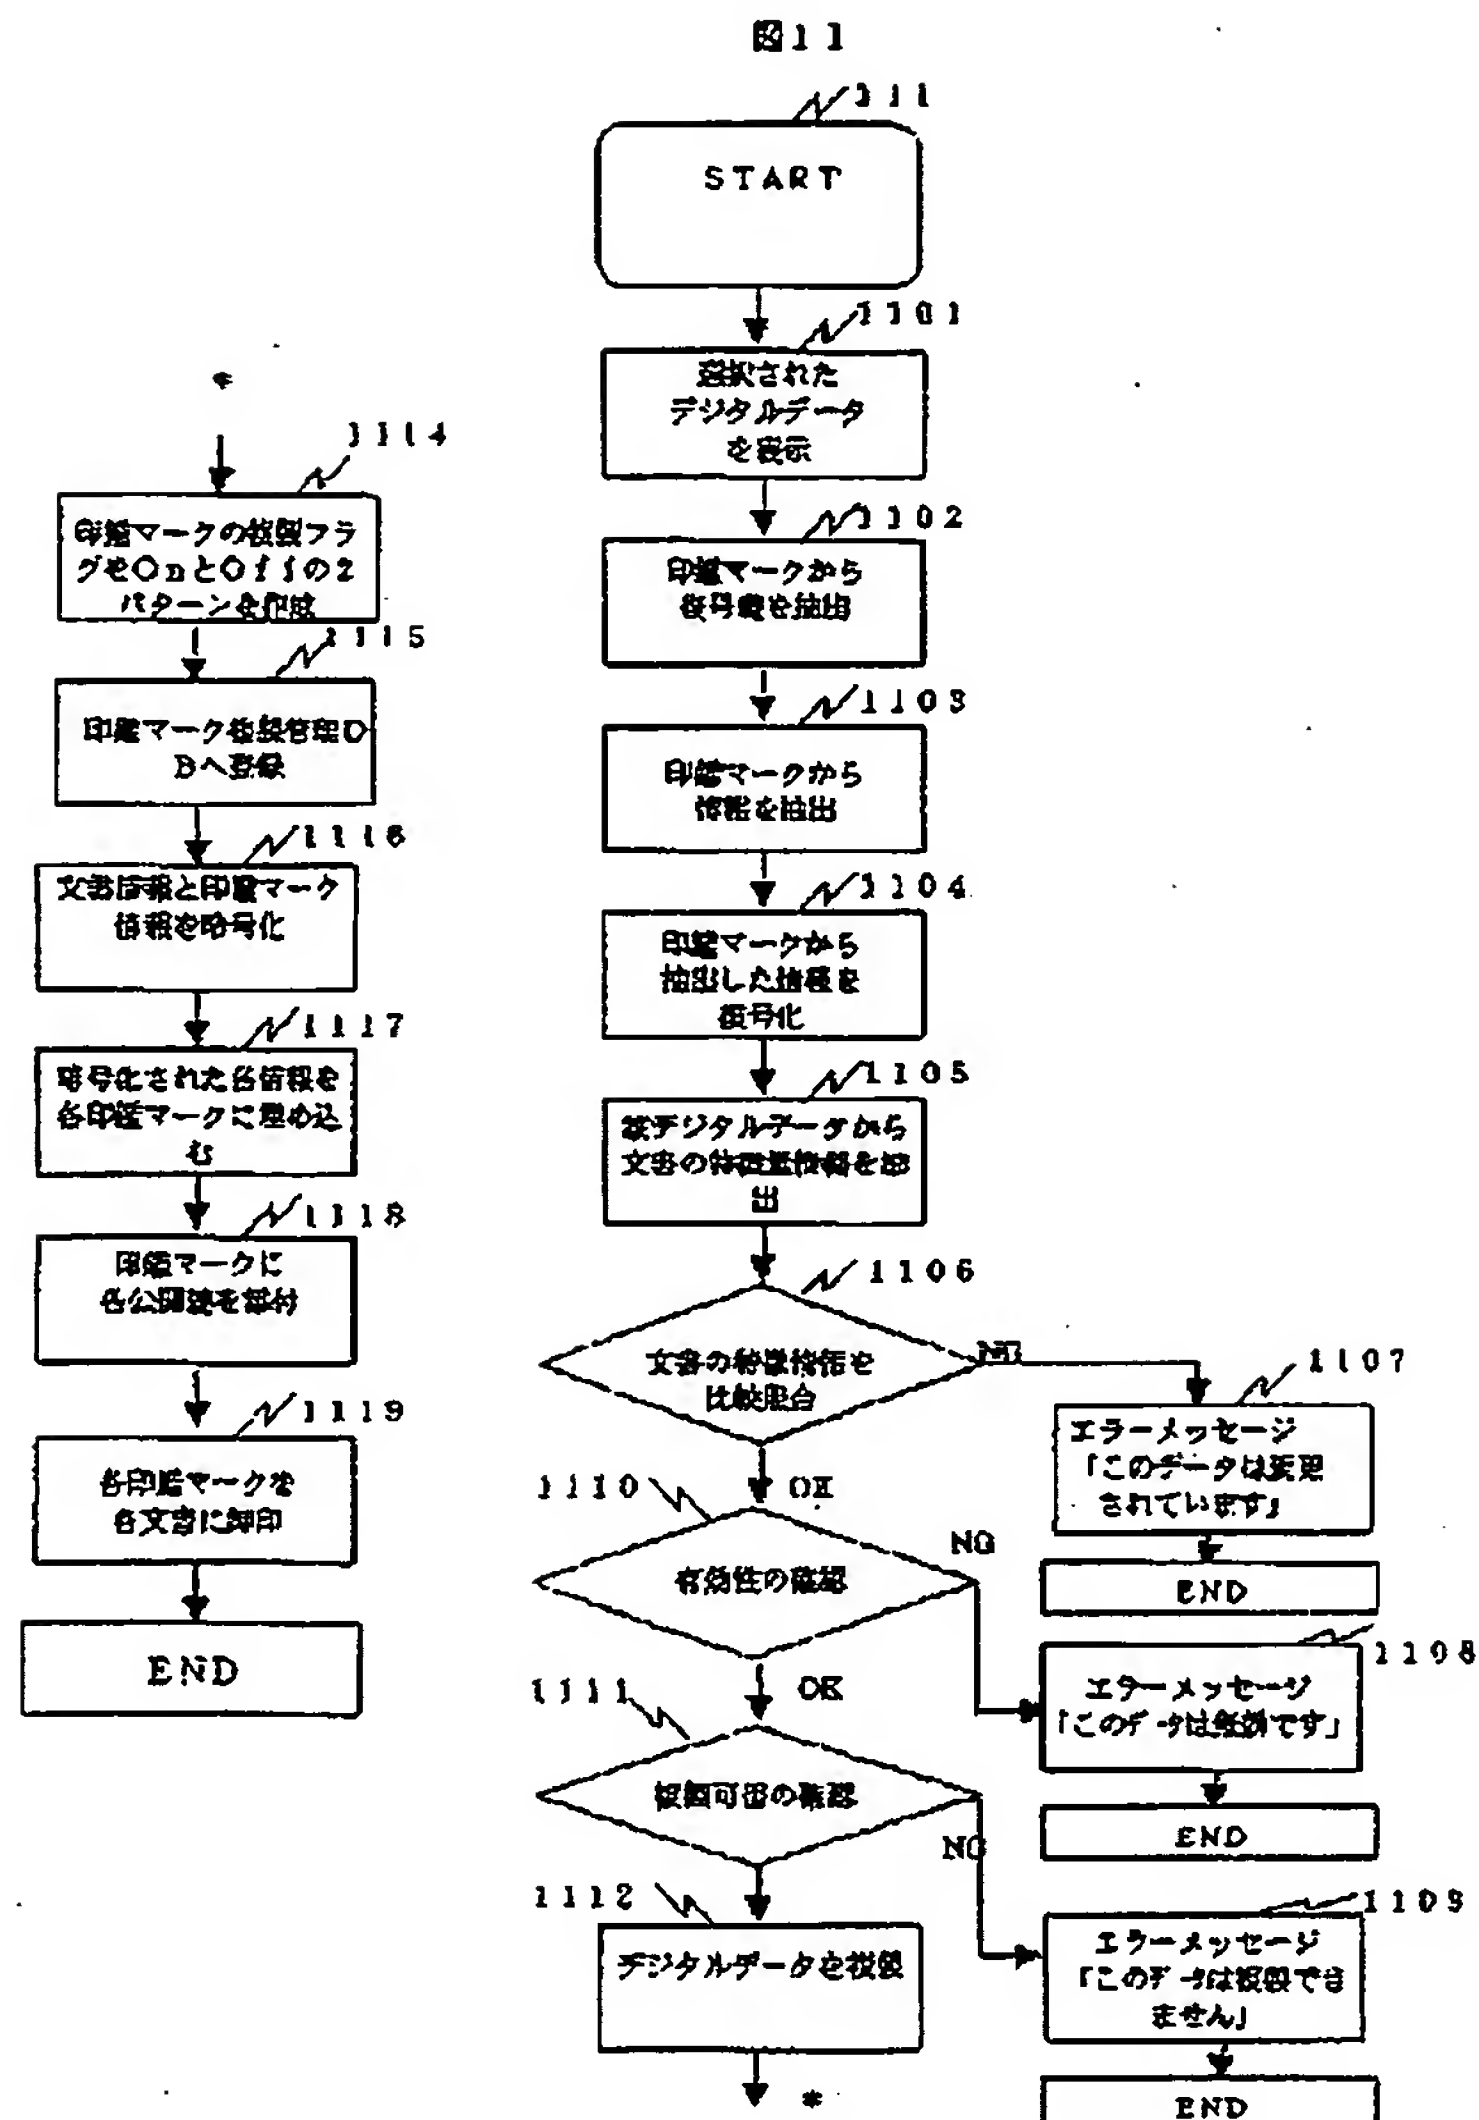 図11
111
START
1101
選択された
デジタルデータ
を表示
1102
印鑑マークから
復号鍵を抽出
1103
印鑑マークから
情報を抽出
1104
印鑑マークから
抽出した情報を
復号化
1105
該デジタルデータから
文書の特徴量情報を抽
出
1106
文書の特徴情報を
比較照合
NG
1107
エラーメッセージ
「このデータは変更
されています」
END
OK
1110
有効性の確認
NG
1108
エラーメッセージ
「このデータは無効です」
END
OK
1111
複製可否の確認
NG
1109
エラーメッセージ
「このデータは複製でき
ません」
END
1112
デジタルデータを複製
*
*
1114
印鑑マークの複製フラ
グをOnとOffの2
パターンを作成
1115
印鑑マーク複製管理D
Bへ登録
1116
文書情報と印鑑マーク
情報を暗号化
1117
暗号化された各情報を
各印鑑マークに埋め込
む
1118
印鑑マークに
各公開鍵を添付
1119
各印鑑マークを
各文書に押印
END